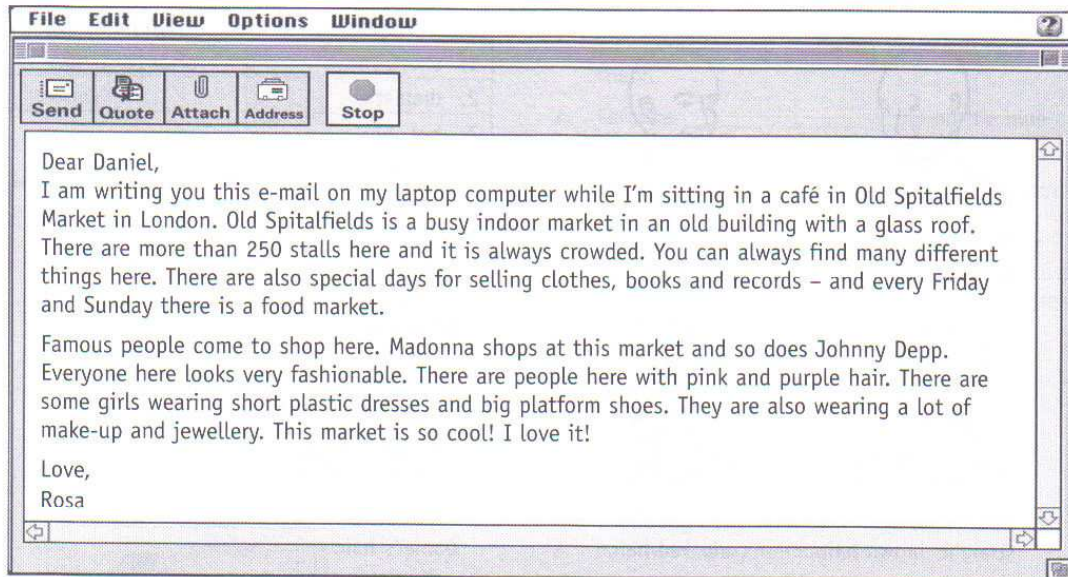 File Edit View Options Window
?
Send Quote Attach Address Stop
Dear Daniel,
I am writing you this e-mail on my laptop computer while I'm sitting in a café in Old Spitalfields
Market in London. Old Spitalfields is a busy indoor market in an old building with a glass roof.
There are more than 250 stalls here and it is always crowded. You can always find many different
things here. There are also special days for selling clothes, books and records – and every Friday
and Sunday there is a food market.
Famous people come to shop here. Madonna shops at this market and so does Johnny Depp.
Everyone here looks very fashionable. There are people here with pink and purple hair. There are
some girls wearing short plastic dresses and big platform shoes. They are also wearing a lot of
make-up and jewellery. This market is so cool! I love it!
Love,
Rosa